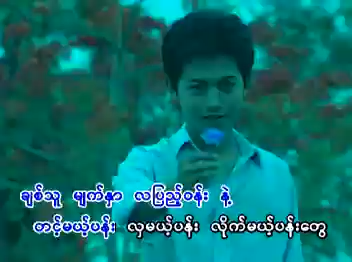 ချစ်သူ မျက်နှာ လပြည့်ဝန်း နဲ့
တင့်မယ့်ပန်း လှမယ့်ပန်း လိုက်မယ့်ပန်းတွေ